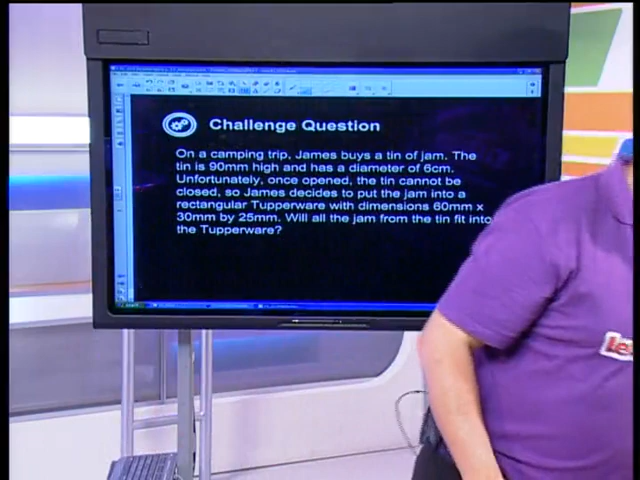 Challenge Question
On a camping trip, James buys a tin of jam. The
tin is 90mm high and has a diameter of 6cm.
Unfortunately, once opened, the tin cannot be
closed, so James decides to put the jam into a
rectangular Tupperware with dimensions 60mm x
30mm by 25mm. Will all the jam from the tin fit into
the Tupperware?